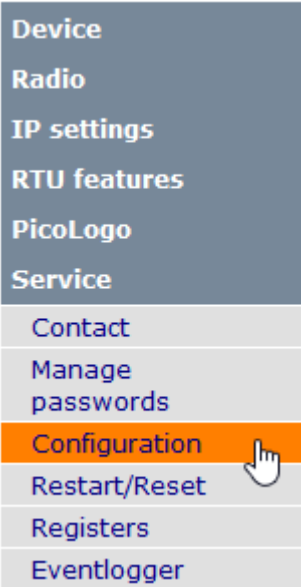 Device
Radio
IP settings
RTU features
PicoLogo
Service
Contact
Manage
passwords
Configuration
Restart/Reset
Registers
Eventlogger